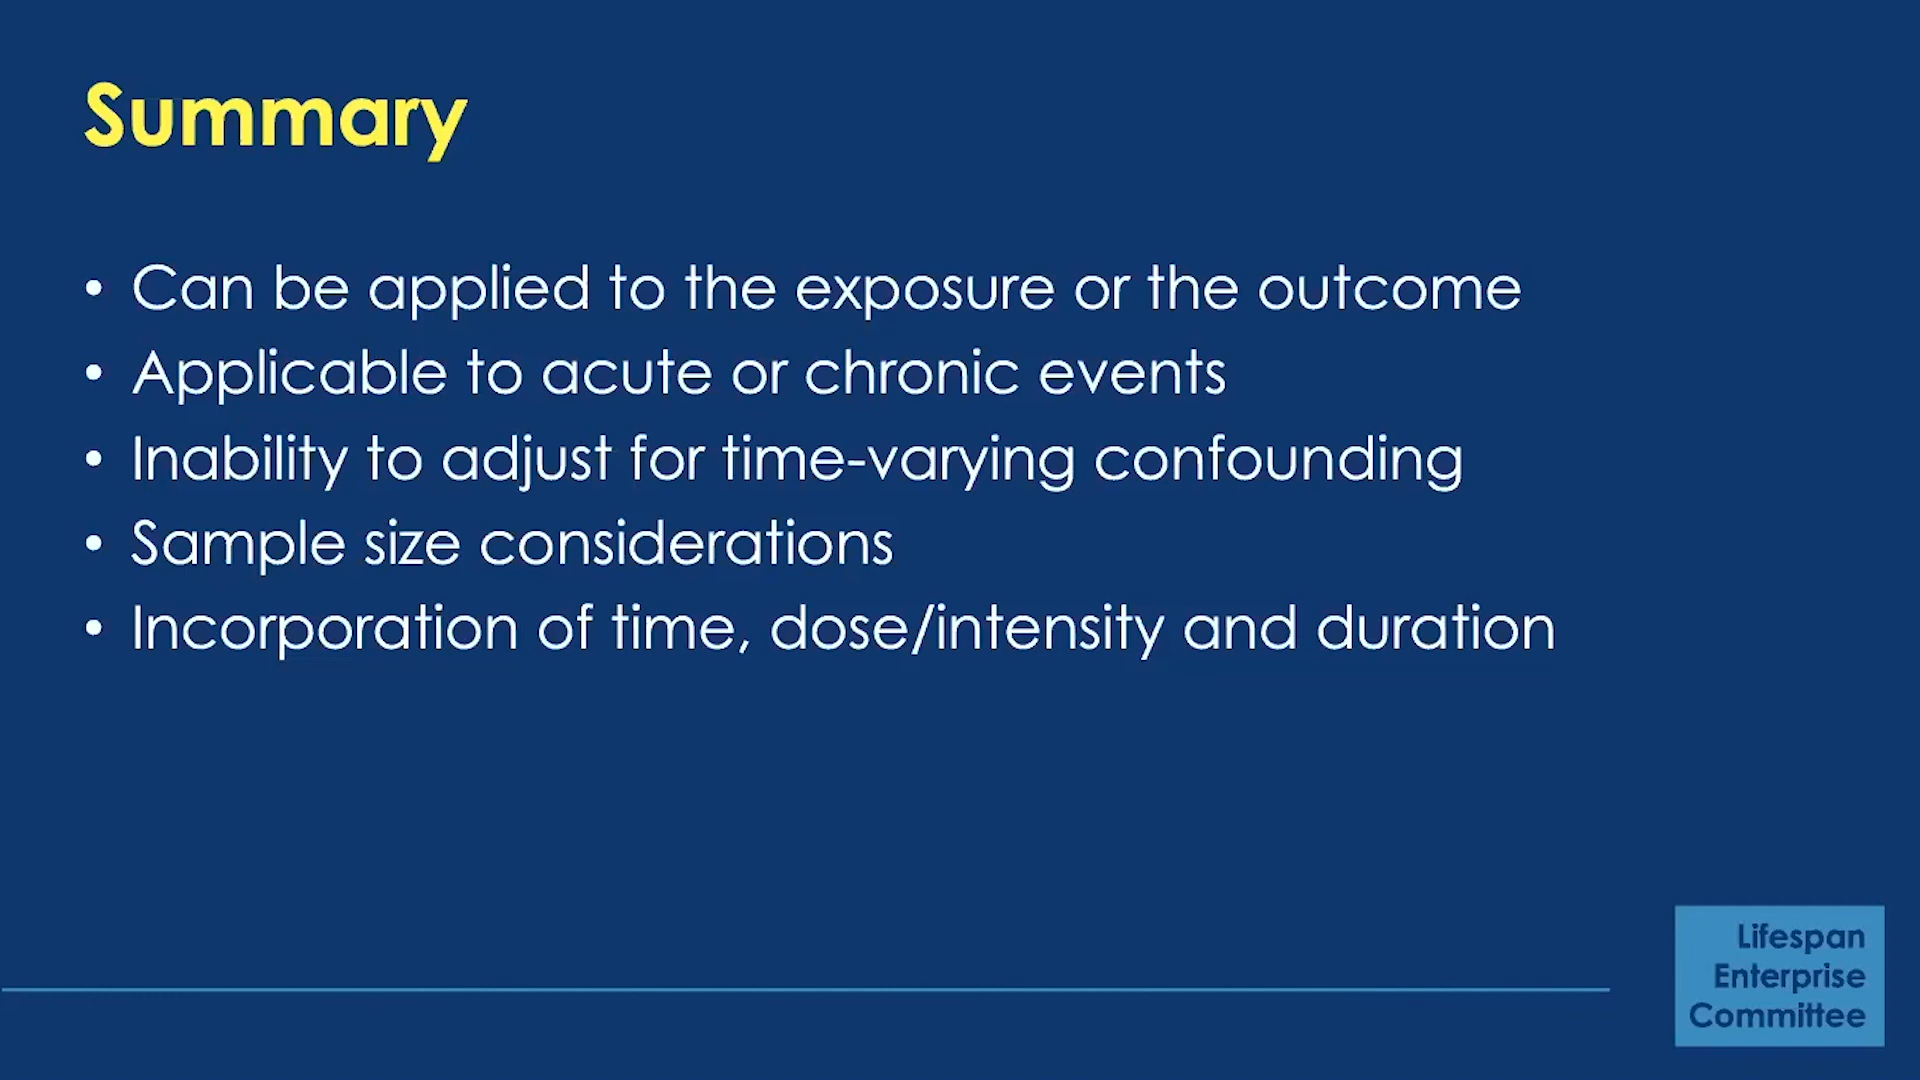 Summary
• Can be applied to the exposure or the outcome
• Applicable to acute or chronic events
• Inability to adjust for time-varying confounding
• Sample size considerations
• Incorporation of time, dose/intensity and duration
Lifespan
Enterprise
Committee